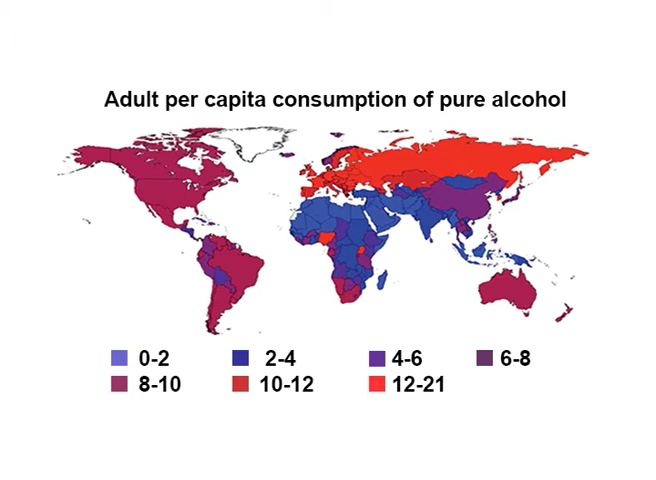 Adult per capita consumption of pure alcohol
0-2 2-4 4-6 6-8
8-10 10-12 12-21